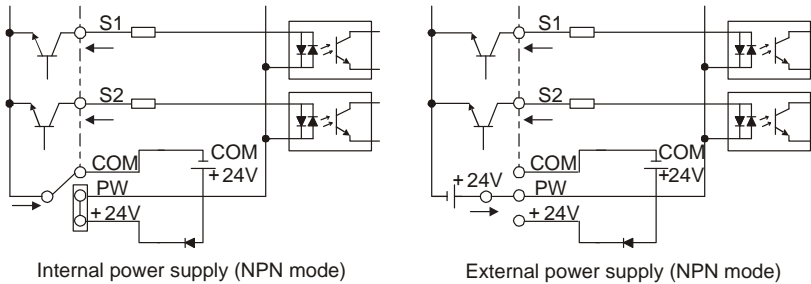 S1
S2
COM
COM
+24V
PW
+24V
Internal power supply (NPN mode)
S1
S2
COM
COM
+24V
+24V
PW
+24V
External power supply (NPN mode)